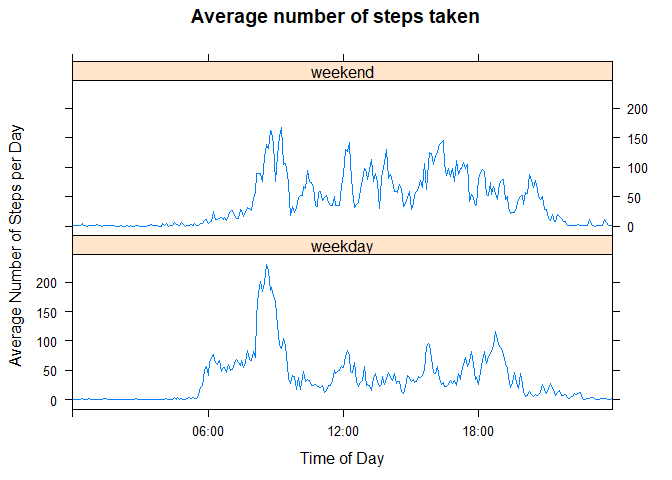 Average number of steps taken
weekend
200
150
100
50
0
weekday
200
150
100
50
0
Average Number of Steps per Day
06:00 12:00 18:00
Time of Day